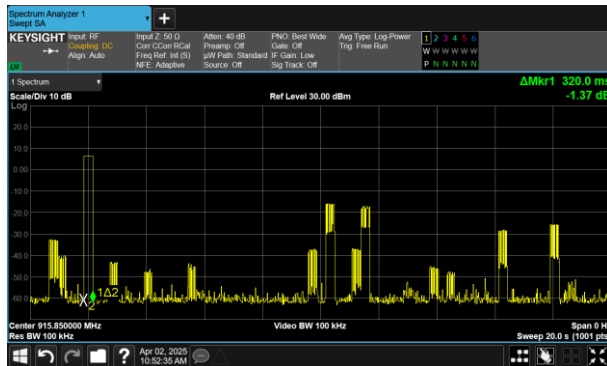 Spectrum Analyzer 1
Swept SA
+
KEYSIGHT
Input: RF
Coupling: DC
Align: Auto
Input Z: 50 Ω
Corr CCorr RCal
Freq Ref: Int (S)
NFE: Adaptive
Atten: 40 dB
Preamp: Off
µW Path: Standard
Source: Off
PNO: Best Wide
Gate: Off
IF Gain: Low
Sig Track: Off
Avg Type: Log-Power
Trig: Free Run
1 2 3 4 5 6
W W W W W W
P N N N N N
1 Spectrum
ΔMkr1 320.0 ms
-1.37 dB
Scale/Div 10 dB
Ref Level 30.00 dBm
Log
20.0
10.0
0.00
-10.0
-20.0
-30.0
-40.0
-50.0
-60.0
X
2
1Δ2
Center 915.850000 MHz
Video BW 100 kHz
Span 0 H
Res BW 100 kHz
Sweep 20.0 s (1001 pts
?
Apr 02, 2025
10:52:35 AM